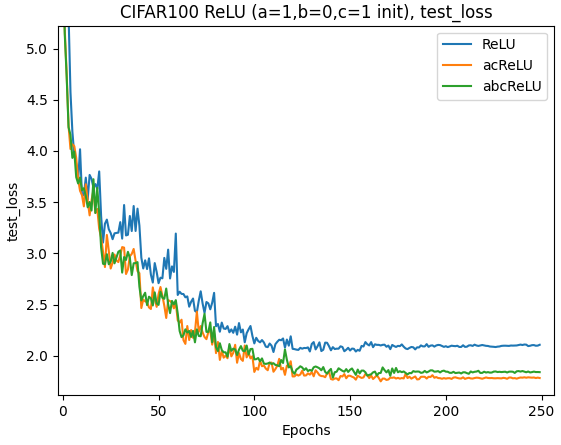 CIFAR100 ReLU (a=1,b=0,c=1 init), test_loss
5.0
4.5
4.0
3.5
3.0
2.5
2.0
test_loss
ReLU
acReLU
abcReLU
0
50
100
150
200
250
Epochs